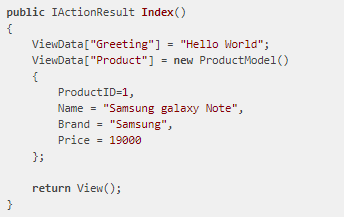 public IActionResult Index()
{
    ViewData["Greeting"] = "Hello World";
    ViewData["Product"] = new ProductModel()
    {
        ProductID=1,
        Name = "Samsung galaxy Note",
        Brand = "Samsung",
        Price = 19000
    };

    return View();
}